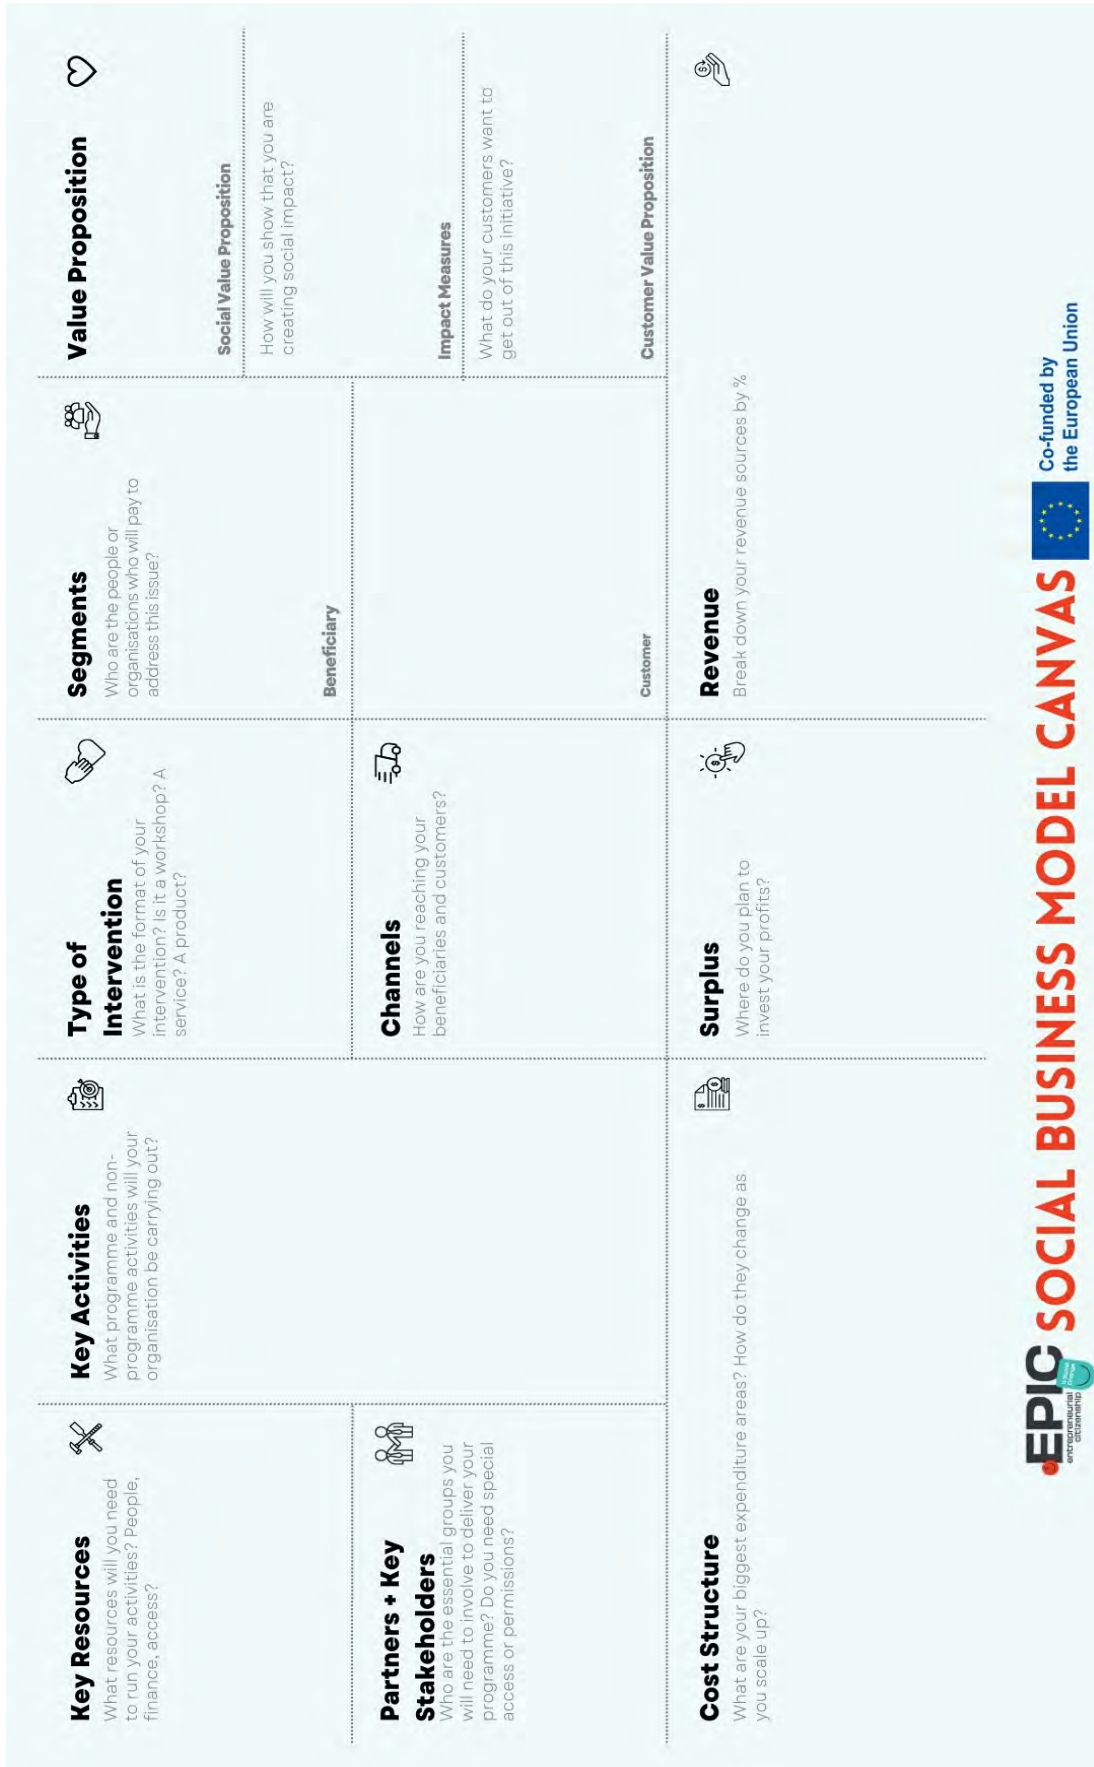 Key Resources
What resources will you need
to run your activities? People,
finance, access?
Partners + Key
Stakeholders
Who are the essential groups you
will need to involve to deliver your
programme? Do you need special
access or permissions?
Key Activities
What programme and non-
programme activities will your
organisation be carrying out?
Type of
Intervention
What is the format of your
intervention? Is it a workshop? A
service? A product?
Channels
How are you reaching your
beneficiaries and customers?
Segments
Who are the people or
organisations who will pay to
address this issue?
Beneficiary
Customer
Value Proposition
Social Value Proposition
How will you show that you are
creating social impact?
Impact Measures
What do your customers want to
get out of this initiative?
Customer Value Proposition
Cost Structure
What are your biggest expenditure areas? How do they change as
you scale up?
Surplus
Where do you plan to
invest your profits?
Revenue
Break down your revenue sources by %
EPIC
entrepreneurial
citizenship
SOCIAL BUSINESS MODEL CANVAS
Co-funded by
the European Union